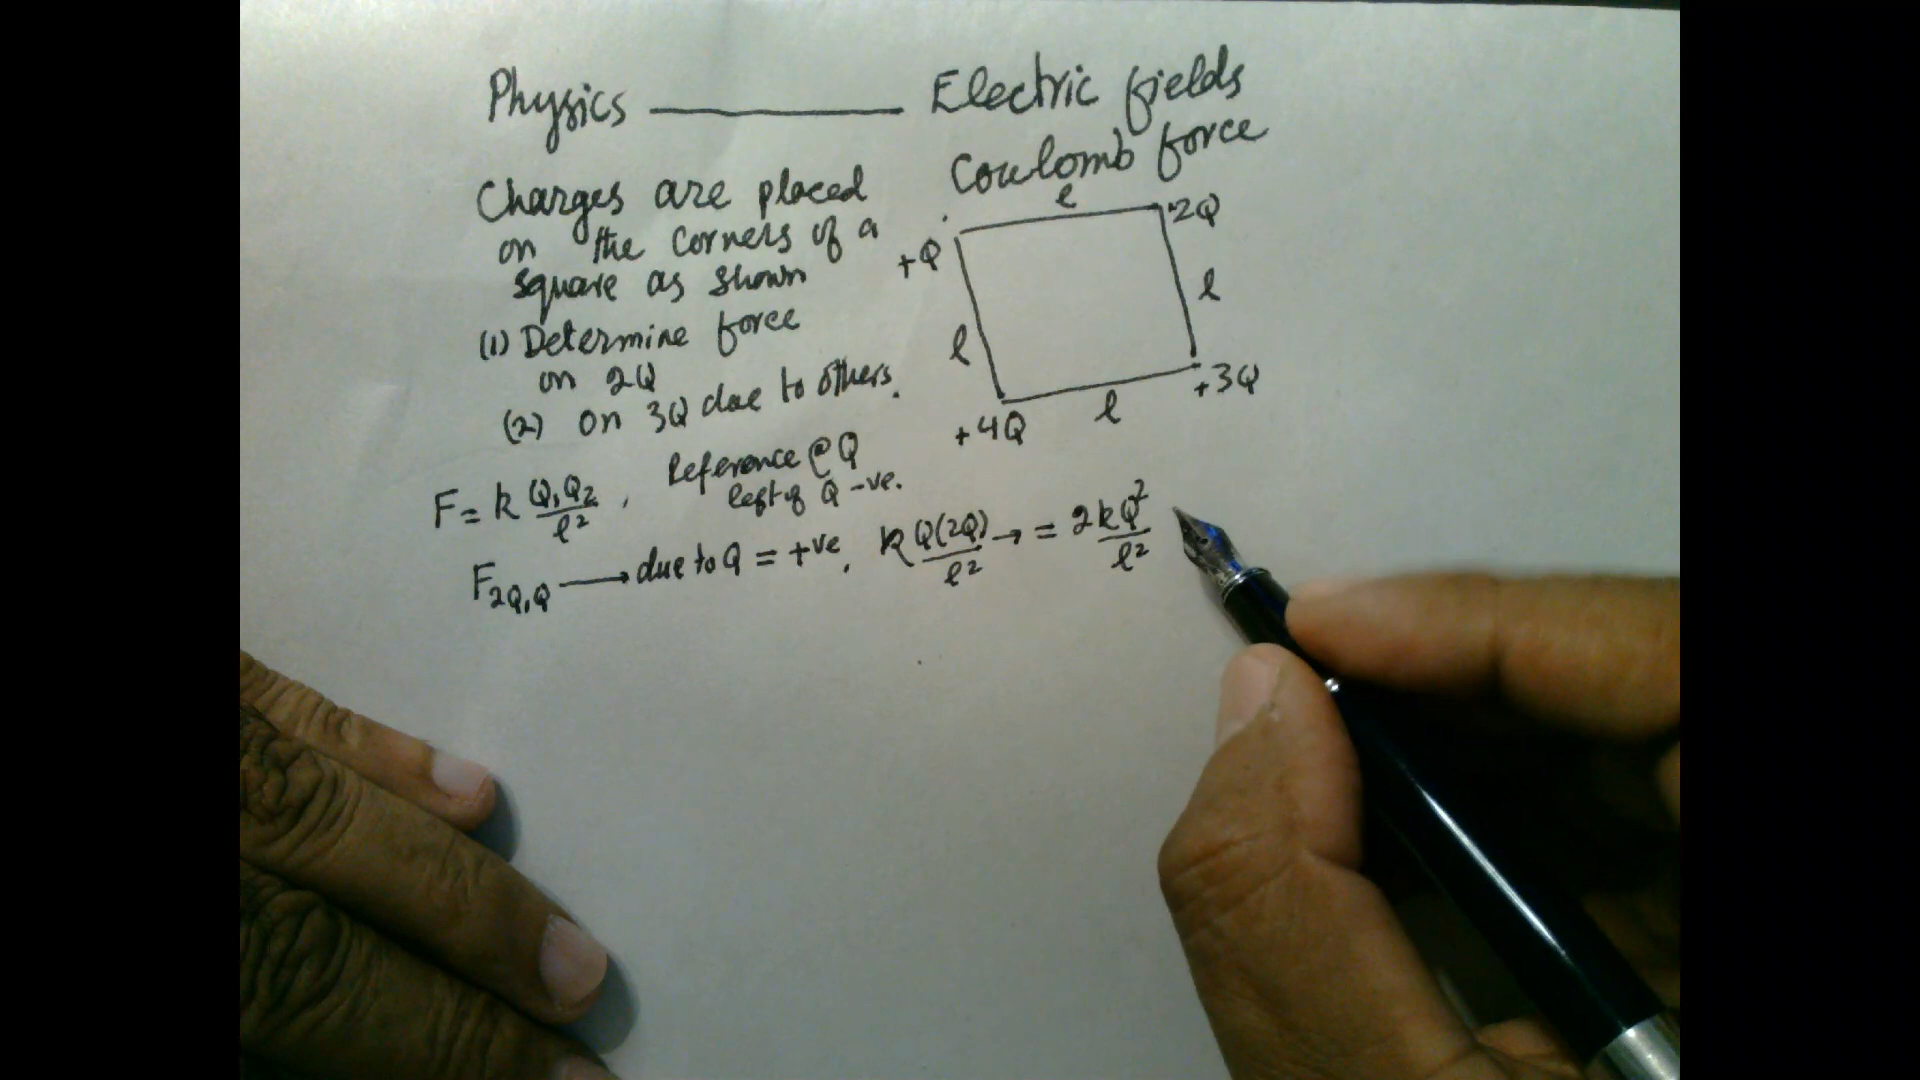 Physics — Electric fields
Coulomb force
Charges are placed
on the corners of a
square as shown
(1) Determine force
on 2Q
(2) on 3Q due to others.
l
+Q
2Q
l
l
+4Q
l
+3Q
F = k Q₁Q₂/l² , Reference @ Q
left of Q -ve.
F₂Q,Q → due to Q = +ve. k Q(2Q)/l² → = 2kQ²/l²